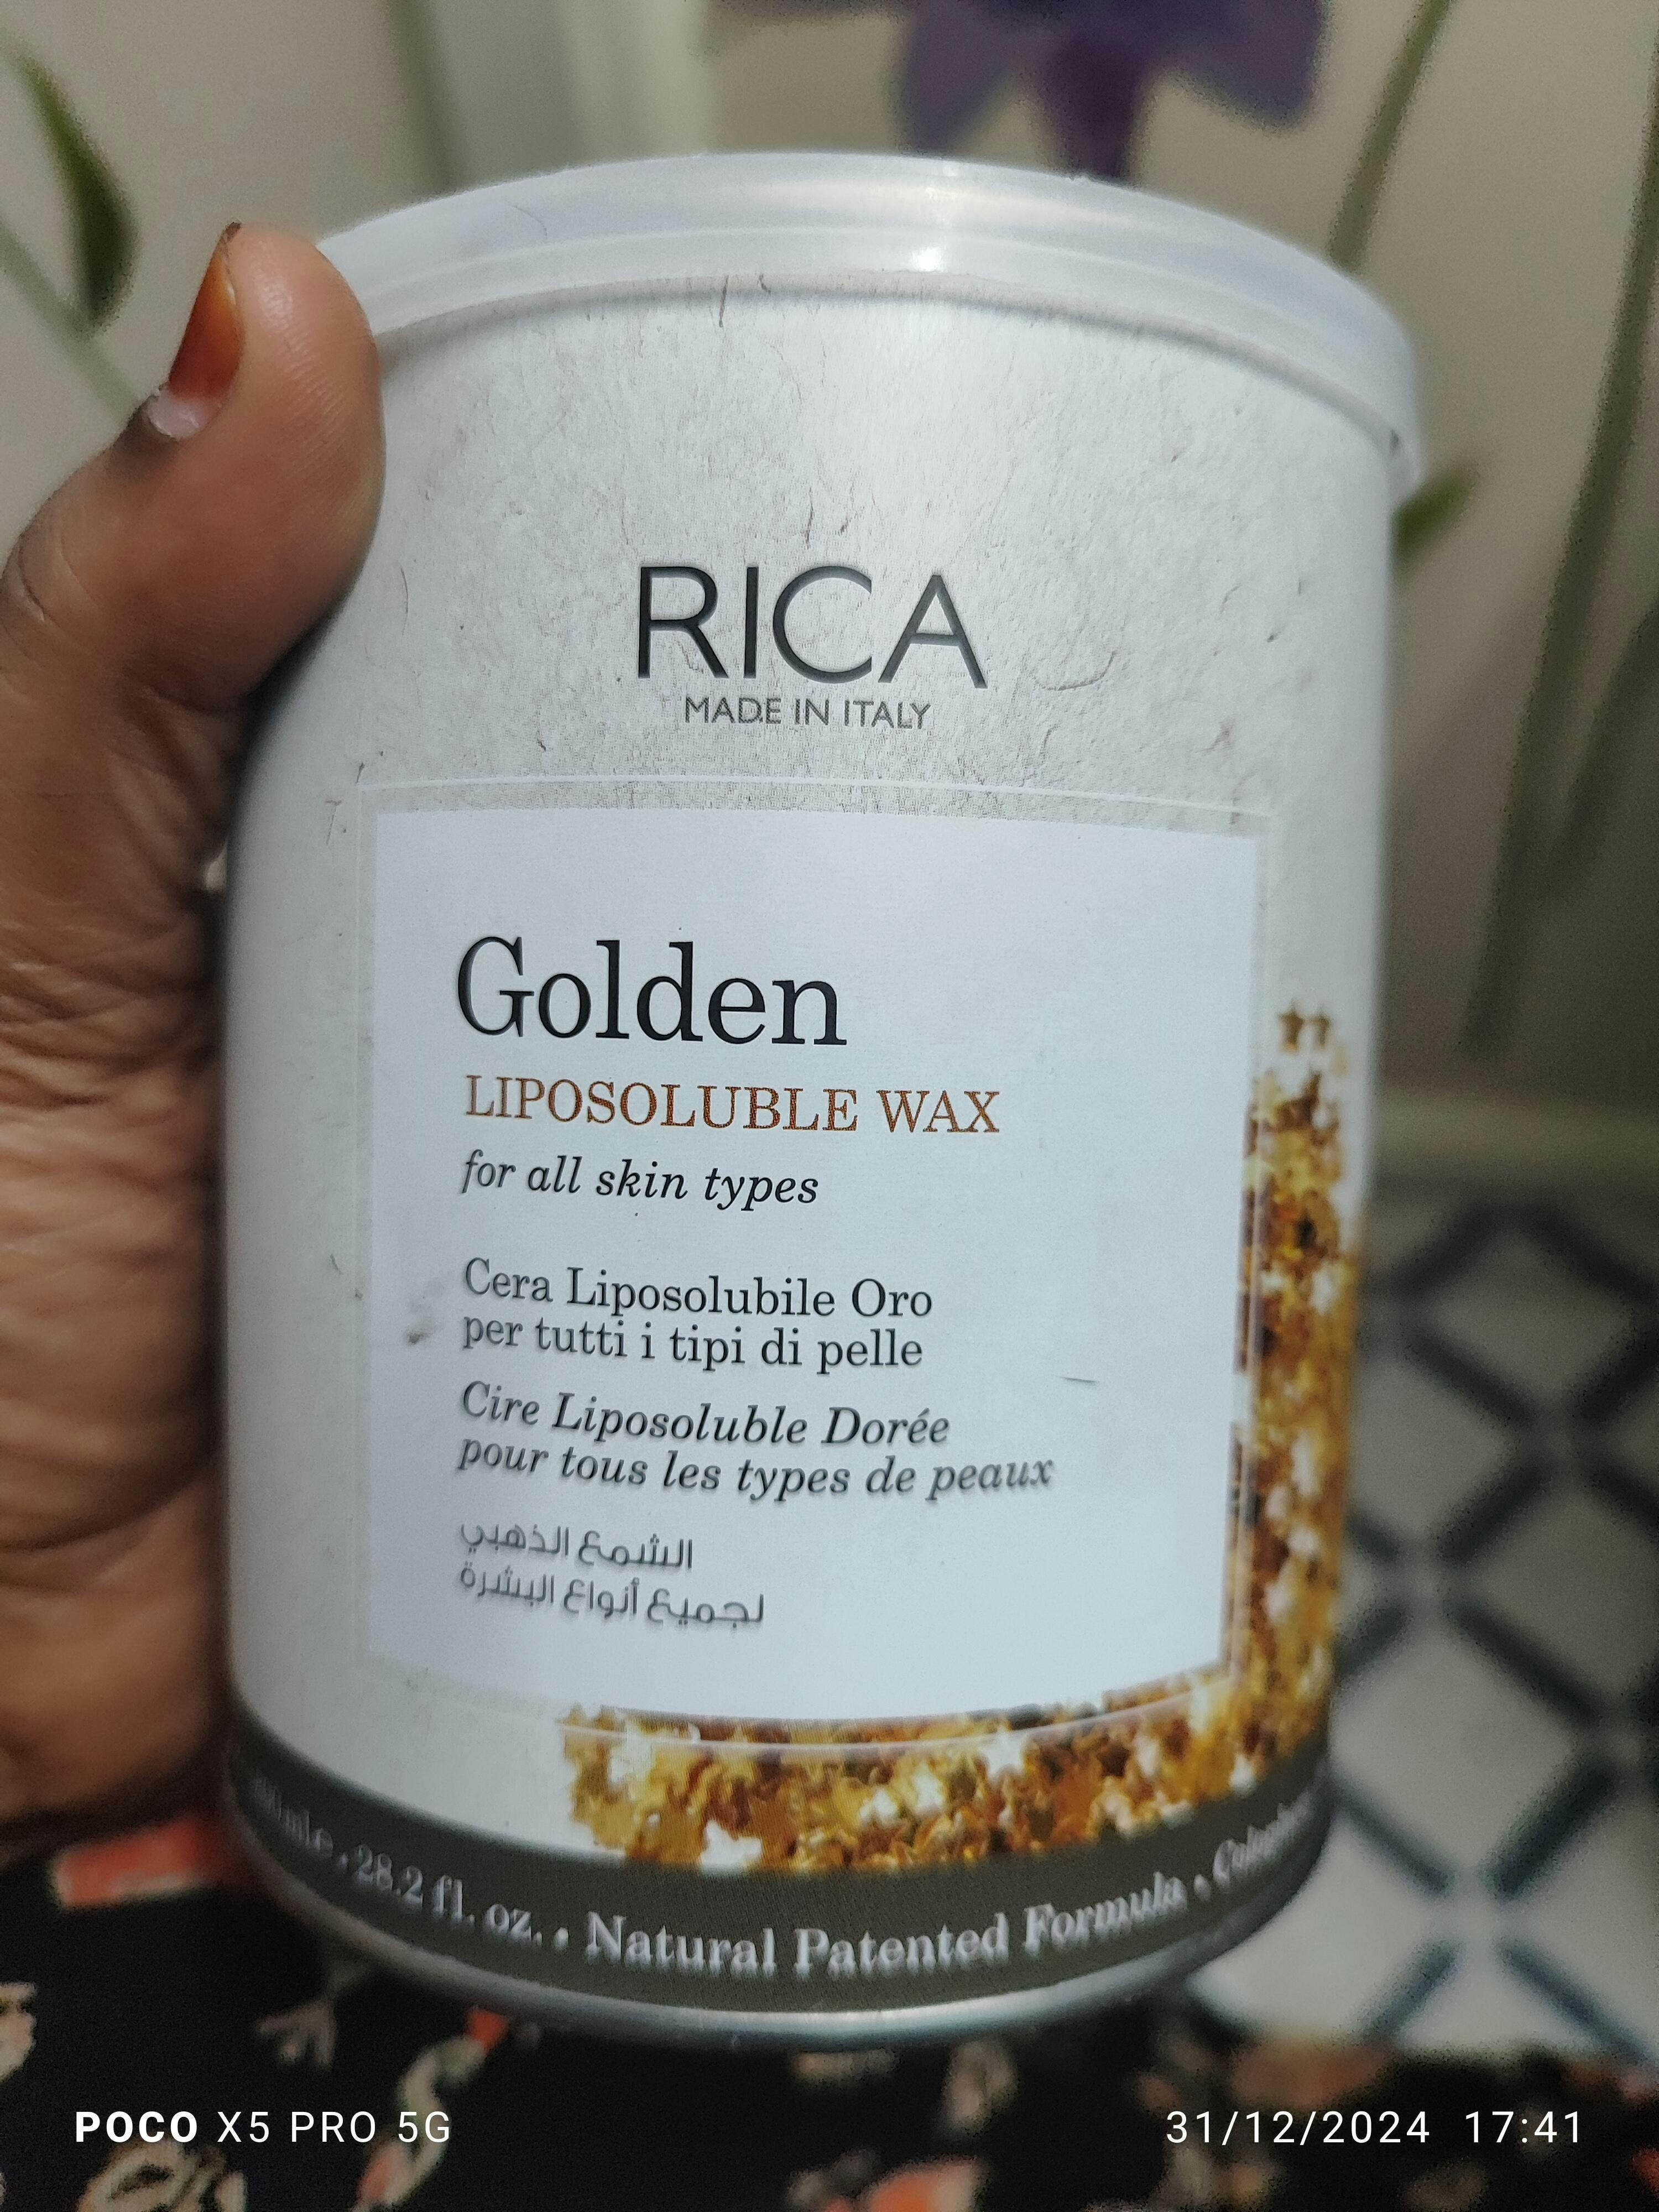 RICA
MADE IN ITALY
Golden
LIPOSOLUBLE WAX
for all skin types
Cera Liposolubile Oro
per tutti i tipi di pelle
Cire Liposoluble Dorée
pour tous les types de peaux
الشمع الذهبي
لجميع أنواع البشرة
28.2 fl. oz. • Natural Patented Formula •
POCO X5 PRO 5G
31/12/2024 17:41